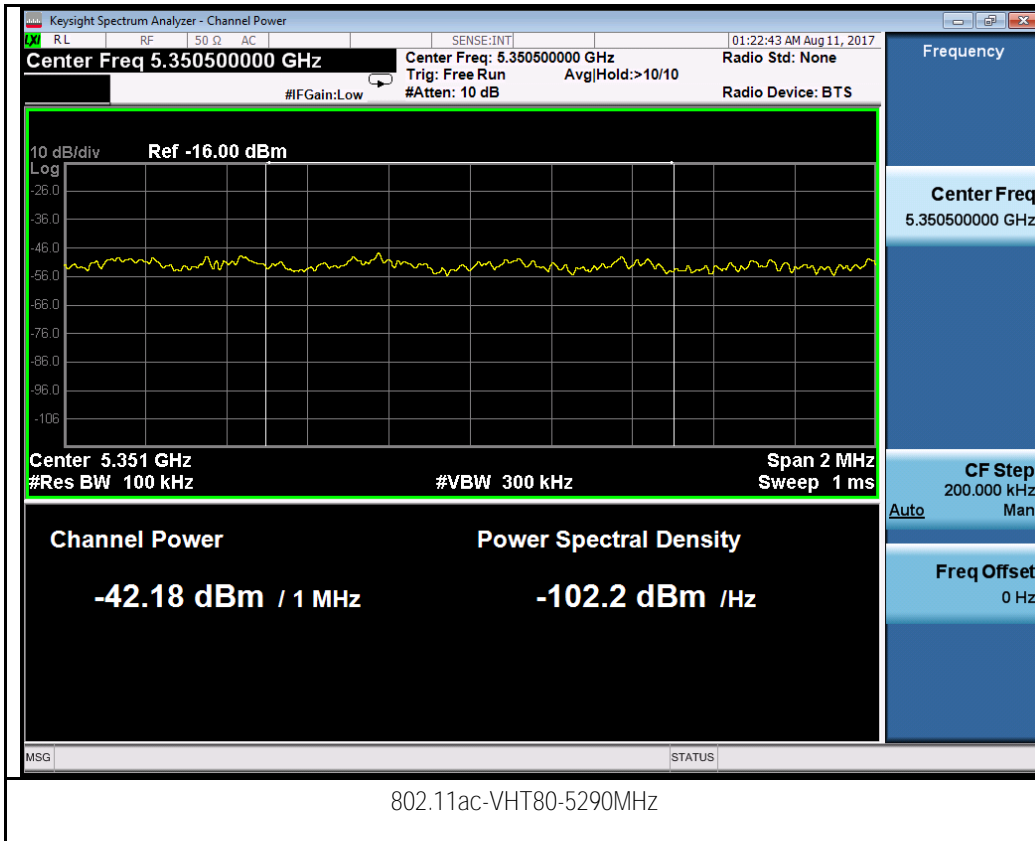 Keysight Spectrum Analyzer - Channel Power
LXI RL RF 50 Ω AC SENSE:INT 01:22:43 AM Aug 11, 2017
Center Freq 5.350500000 GHz
#IFGain:Low
Center Freq: 5.350500000 GHz
Trig: Free Run Avg|Hold:>10/10
#Atten: 10 dB
Radio Std: None
Radio Device: BTS
Frequency
10 dB/div Ref -16.00 dBm
Log
-26.0
-36.0
-46.0
-56.0
-66.0
-76.0
-86.0
-96.0
-106
Center 5.351 GHz Span 2 MHz
#Res BW 100 kHz #VBW 300 kHz Sweep 1 ms
Center Freq
5.350500000 GHz
CF Step
200.000 kHz
Auto Man
Freq Offset
0 Hz
Channel Power Power Spectral Density
-42.18 dBm / 1 MHz -102.2 dBm /Hz
MSG STATUS
802.11ac-VHT80-5290MHz